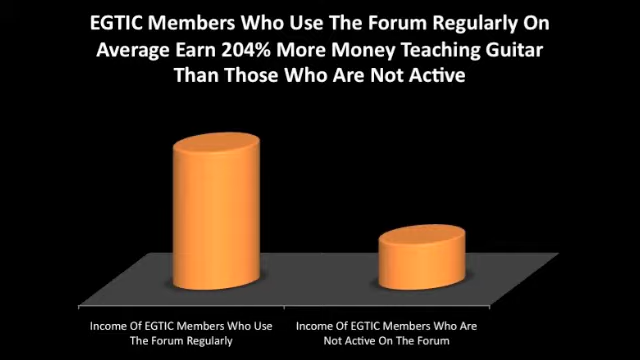 EGTIC Members Who Use The Forum Regularly On
Average Earn 204% More Money Teaching Guitar
Than Those Who Are Not Active
Income Of EGTIC Members Who Use
The Forum Regularly
Income Of EGTIC Members Who Are
Not Active On The Forum